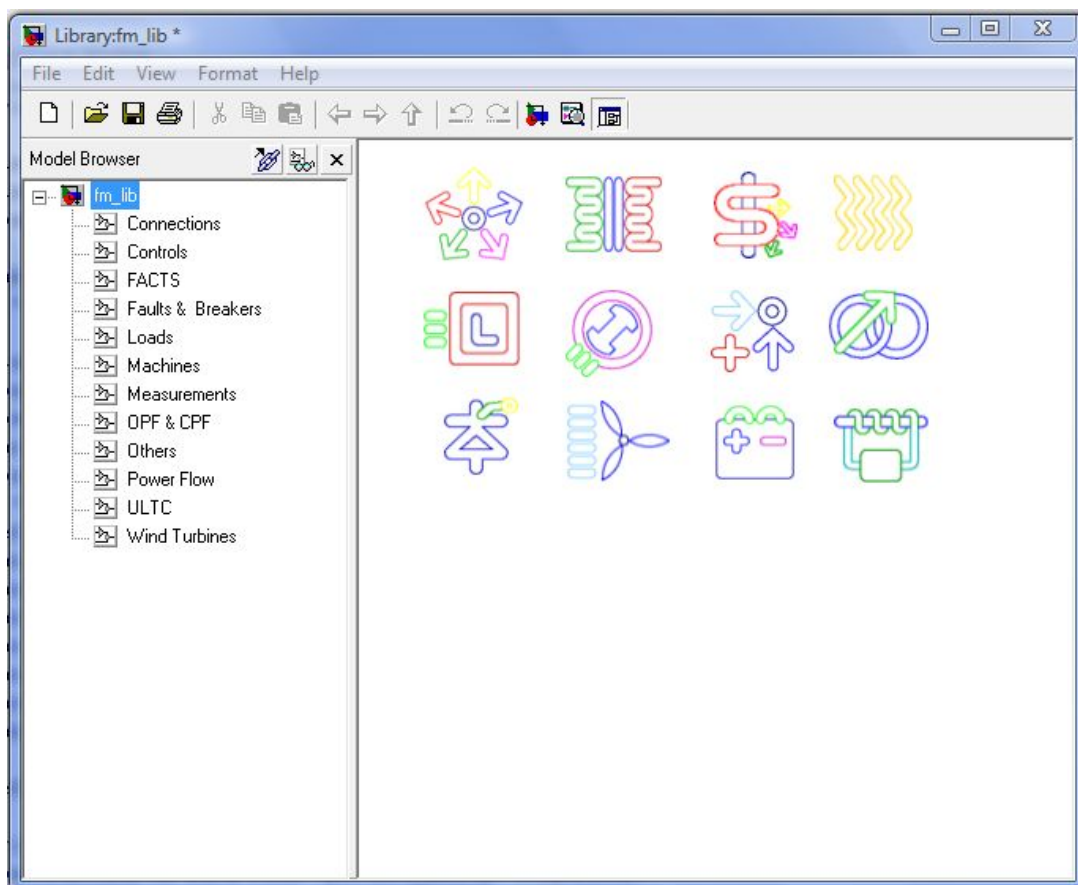 Library:fm_lib *
File Edit View Format Help
Model Browser
fm_lib
Connections
Controls
FACTS
Faults & Breakers
Loads
Machines
Measurements
OPF & CPF
Others
Power Flow
ULTC
Wind Turbines